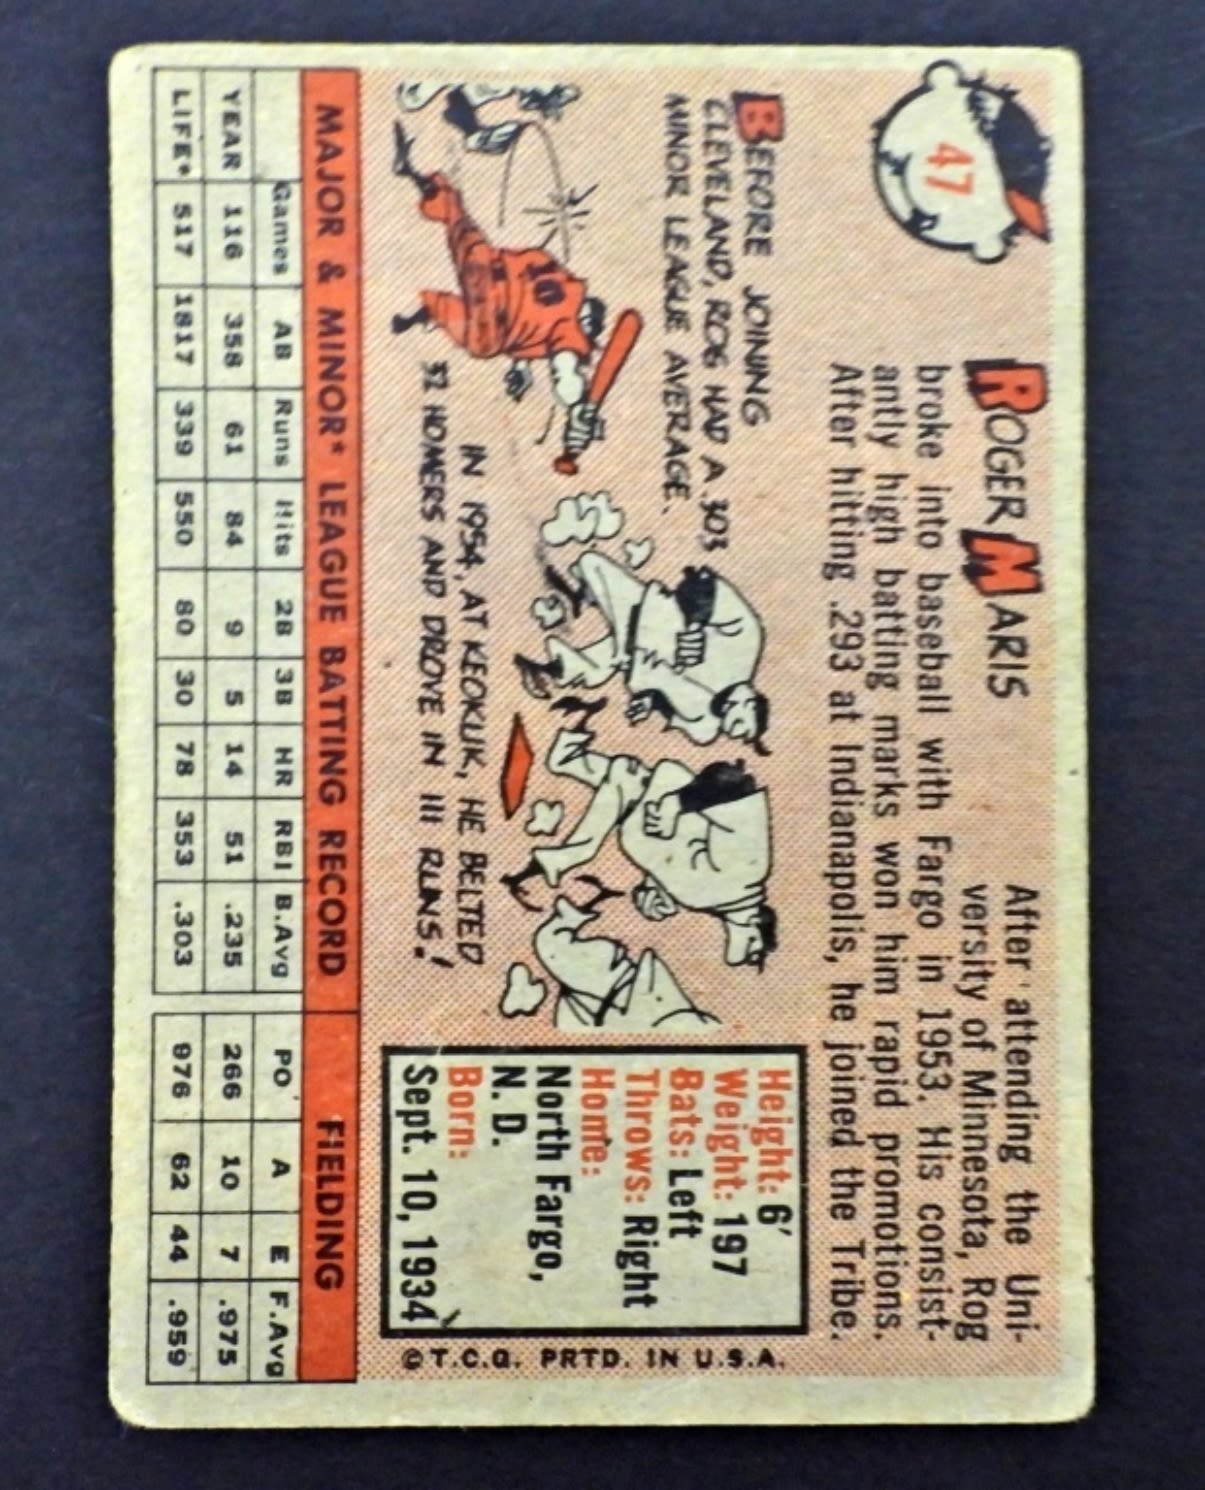 47
ROGER MARIS
After attending the Uni-
versity of Minnesota, Rog
broke into baseball with Fargo in 1953. His consist-
antly high batting marks won him rapid promotions.
After hitting .293 at Indianapolis, he joined the Tribe.
BEFORE JOINING
CLEVELAND, ROG HAD A .303
MINOR LEAGUE AVERAGE.
10
IN 1954, AT KEOKUK, HE BELTED
32 HOMERS AND DROVE IN 111 RUNS!
Height: 6'
Weight: 197
Bats: Left
Throws: Right
Home:
North Fargo,
N. D.
Born:
Sept. 10, 1934
©T.C.G. PRTD. IN U.S.A.
MAJOR & MINOR* LEAGUE BATTING RECORD FIELDING
Games AB Runs Hits 2B 3B HR RBI B.Avg PO A E F.Avg
YEAR 116 358 61 84 9 5 14 51 .235 266 10 7 .975
LIFE* 517 1817 339 550 80 30 78 353 .303 976 62 44 .959